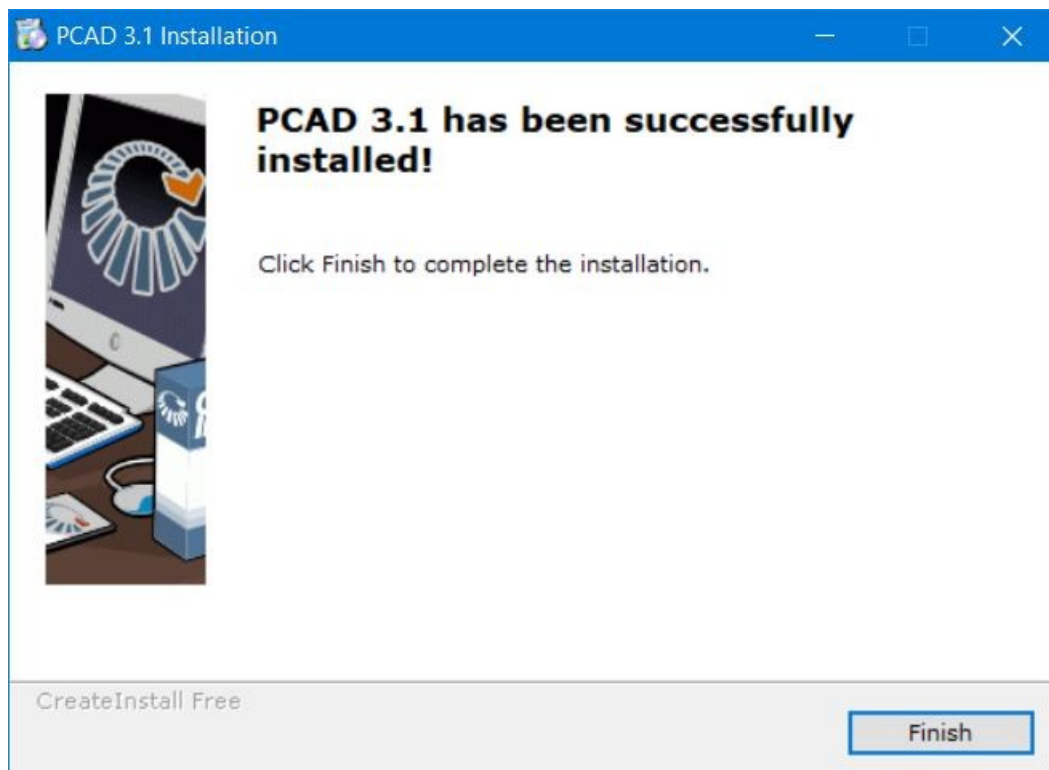 PCAD 3.1 Installation
PCAD 3.1 has been successfully
installed!
Click Finish to complete the installation.
CreateInstall Free
Finish